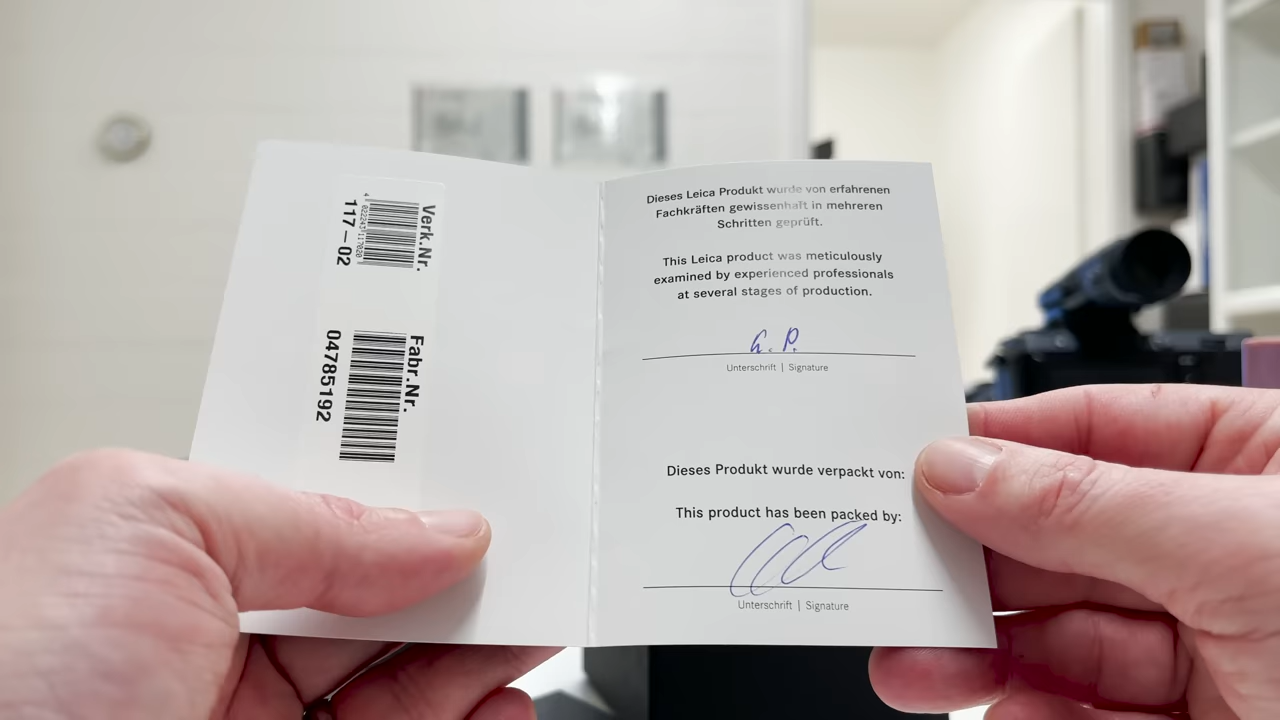 Verk.Nr.
117-02
Fabr.Nr.
04785192
Dieses Leica Produkt wurde von erfahrenen
Fachkräften gewissenhaft in mehreren
Schritten geprüft.
This Leica product was meticulously
examined by experienced professionals
at several stages of production.
G. P.
Unterschrift | Signature
Dieses Produkt wurde verpackt von:
This product has been packed by:
Unterschrift | Signature